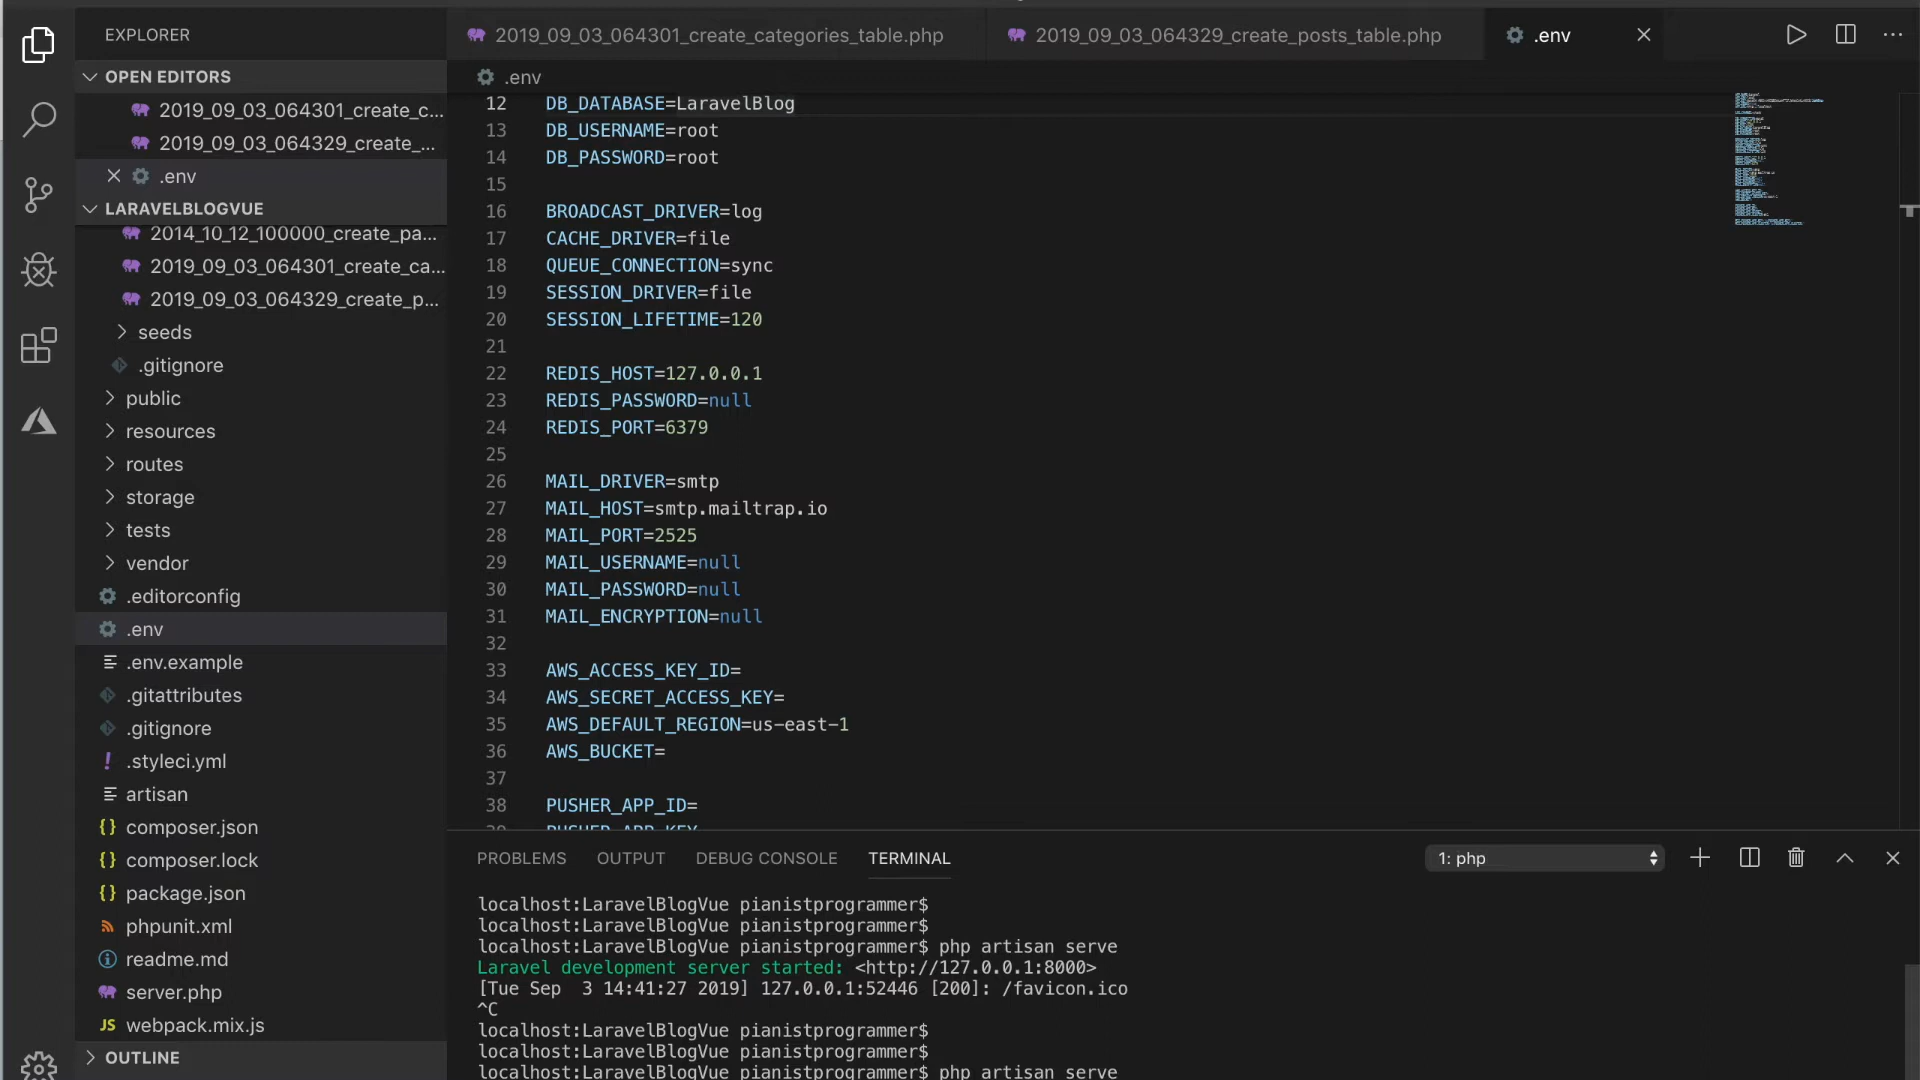 EXPLORER
OPEN EDITORS
2019_09_03_064301_create_c...
2019_09_03_064329_create_...
.env
LARAVELBLOGVUE
2014_10_12_100000_create_pa...
2019_09_03_064301_create_ca...
2019_09_03_064329_create_p...
seeds
.gitignore
public
resources
routes
storage
tests
vendor
.editorconfig
.env
.env.example
.gitattributes
.gitignore
.styleci.yml
artisan
composer.json
composer.lock
package.json
phpunit.xml
readme.md
server.php
JS webpack.mix.js
OUTLINE
2019_09_03_064301_create_categories_table.php 2019_09_03_064329_create_posts_table.php .env
.env
12 DB_DATABASE=LaravelBlog
13 DB_USERNAME=root
14 DB_PASSWORD=root
15
16 BROADCAST_DRIVER=log
17 CACHE_DRIVER=file
18 QUEUE_CONNECTION=sync
19 SESSION_DRIVER=file
20 SESSION_LIFETIME=120
21
22 REDIS_HOST=127.0.0.1
23 REDIS_PASSWORD=null
24 REDIS_PORT=6379
25
26 MAIL_DRIVER=smtp
27 MAIL_HOST=smtp.mailtrap.io
28 MAIL_PORT=2525
29 MAIL_USERNAME=null
30 MAIL_PASSWORD=null
31 MAIL_ENCRYPTION=null
32
33 AWS_ACCESS_KEY_ID=
34 AWS_SECRET_ACCESS_KEY=
35 AWS_DEFAULT_REGION=us-east-1
36 AWS_BUCKET=
37
38 PUSHER_APP_ID=
PROBLEMS OUTPUT DEBUG CONSOLE TERMINAL 1: php
localhost:LaravelBlogVue pianistprogrammer$
localhost:LaravelBlogVue pianistprogrammer$
localhost:LaravelBlogVue pianistprogrammer$ php artisan serve
Laravel development server started: <http://127.0.0.1:8000>
[Tue Sep  3 14:41:27 2019] 127.0.0.1:52446 [200]: /favicon.ico
^C
localhost:LaravelBlogVue pianistprogrammer$
localhost:LaravelBlogVue pianistprogrammer$
localhost:LaravelBlogVue pianistprogrammer$ php artisan serve